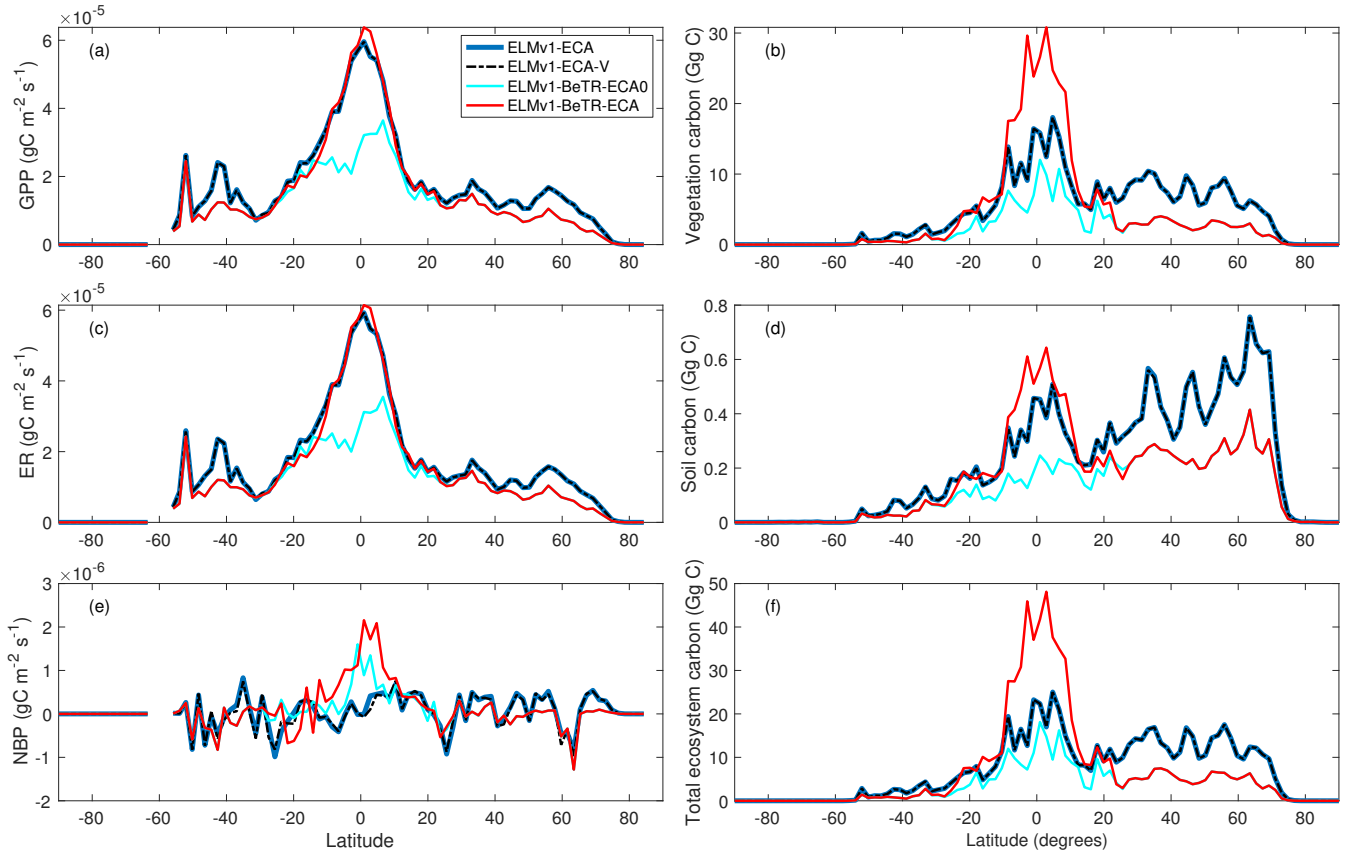 ×10⁻⁵
(a)
6
4
2
0
GPP (gC m⁻² s⁻¹)
-80 -60 -40 -20 0 20 40 60 80
ELMv1-ECA
ELMv1-ECA-V
ELMv1-BeTR-ECA0
ELMv1-BeTR-ECA
(b)
30
20
10
0
Vegetation carbon (Gg C)
-80 -60 -40 -20 0 20 40 60 80
×10⁻⁵
(c)
6
4
2
0
ER (gC m⁻² s⁻¹)
-80 -60 -40 -20 0 20 40 60 80
(d)
0.8
0.6
0.4
0.2
0
Soil carbon (Gg C)
-80 -60 -40 -20 0 20 40 60 80
×10⁻⁶
(e)
3
2
1
0
-1
-2
NBP (gC m⁻² s⁻¹)
-80 -60 -40 -20 0 20 40 60 80
Latitude
(f)
50
40
30
20
10
0
Total ecosystem carbon (Gg C)
-80 -60 -40 -20 0 20 40 60 80
Latitude (degrees)